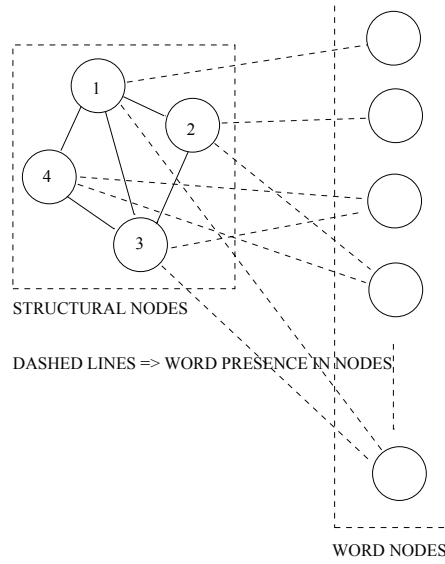 1
2
4
3
STRUCTURAL NODES
DASHED LINES => WORD PRESENCE IN NODES
WORD NODES